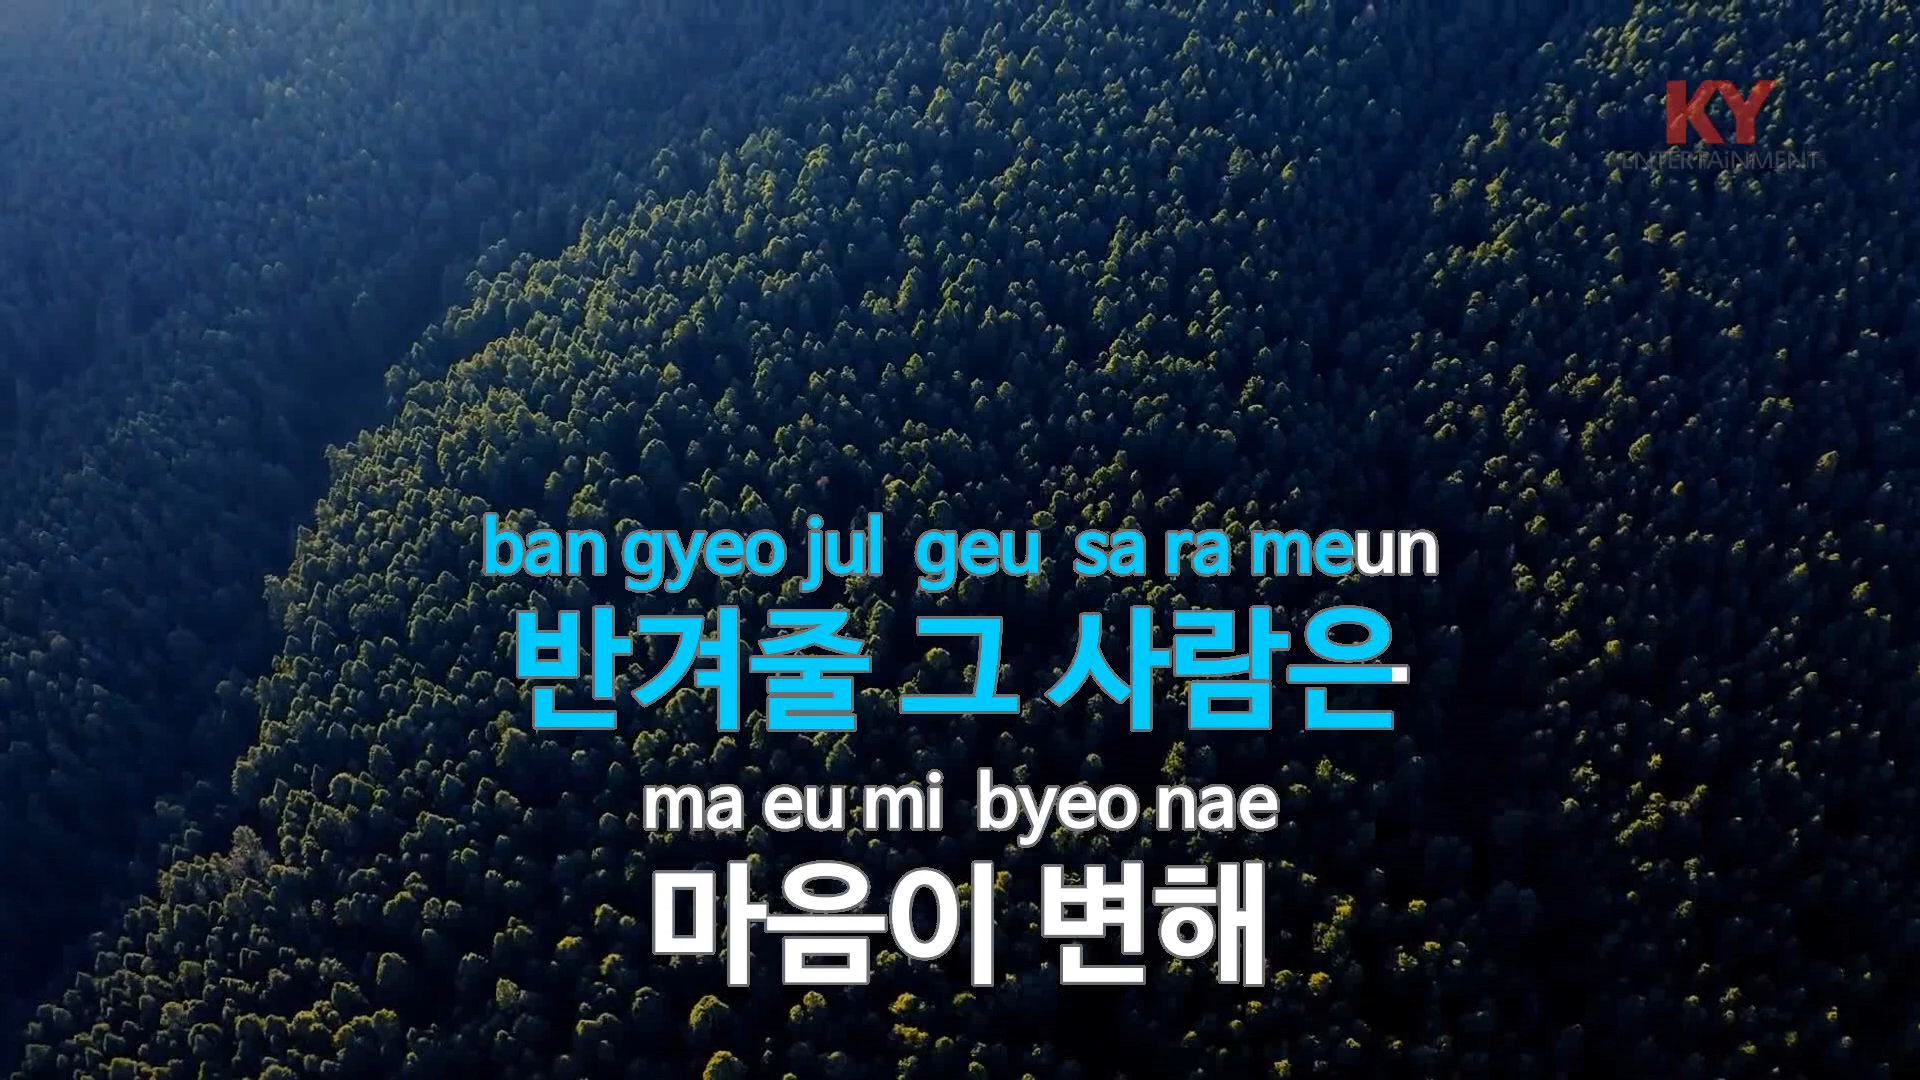 KY
ENTERTAiNMENT
ban gyeo jul geu sa ra meun
반겨줄 그 사람은
ma eu mi byeo nae
마음이 변해